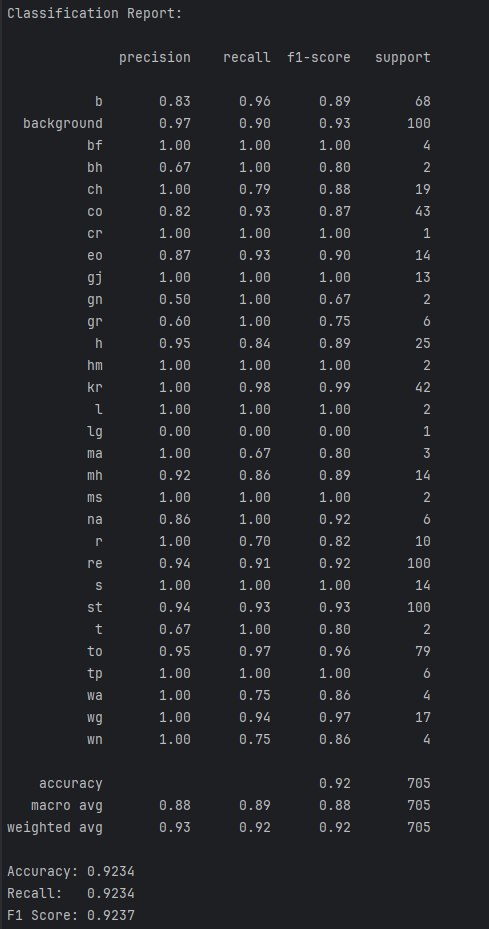 Classification Report:
precision recall f1-score support
b 0.83 0.96 0.89 68
background 0.97 0.90 0.93 100
bf 1.00 1.00 1.00 4
bh 0.67 1.00 0.80 2
ch 1.00 0.79 0.88 19
co 0.82 0.93 0.87 43
cr 1.00 1.00 1.00 1
eo 0.87 0.93 0.90 14
gj 1.00 1.00 1.00 13
gn 0.50 1.00 0.67 2
gr 0.60 1.00 0.75 6
h 0.95 0.84 0.89 25
hm 1.00 1.00 1.00 2
kr 1.00 0.98 0.99 42
l 1.00 1.00 1.00 2
lg 0.00 0.00 0.00 1
ma 1.00 0.67 0.80 3
mh 0.92 0.86 0.89 14
ms 1.00 1.00 1.00 2
na 0.86 1.00 0.92 6
r 1.00 0.70 0.82 10
re 0.94 0.91 0.92 100
s 1.00 1.00 1.00 14
st 0.94 0.93 0.93 100
t 0.67 1.00 0.80 2
to 0.95 0.97 0.96 79
tp 1.00 1.00 1.00 6
wa 1.00 0.75 0.86 4
wg 1.00 0.94 0.97 17
wn 1.00 0.75 0.86 4
accuracy 0.92 705
macro avg 0.88 0.89 0.88 705
weighted avg 0.93 0.92 0.92 705
Accuracy: 0.9234
Recall: 0.9234
F1 Score: 0.9237